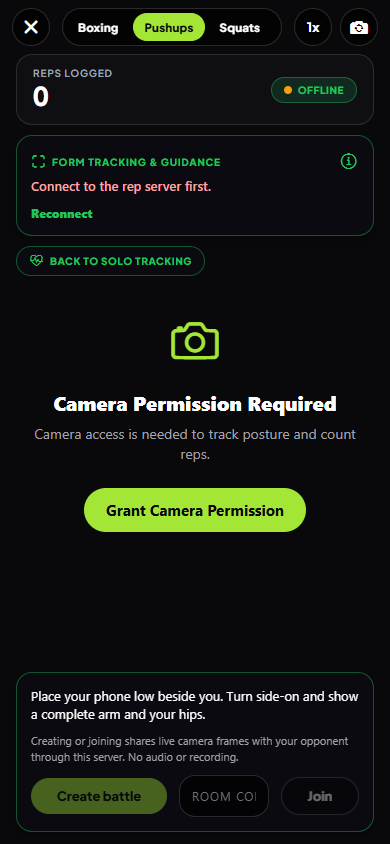 Boxing Pushups Squats 1x
REPS LOGGED
0
OFFLINE
FORM TRACKING & GUIDANCE
Connect to the rep server first.
Reconnect
BACK TO SOLO TRACKING
Camera Permission Required
Camera access is needed to track posture and count
reps.
Grant Camera Permission
Place your phone low beside you. Turn side-on and show
a complete arm and your hips.
Creating or joining shares live camera frames with your opponent
through this server. No audio or recording.
Create battle
ROOM COI
Join